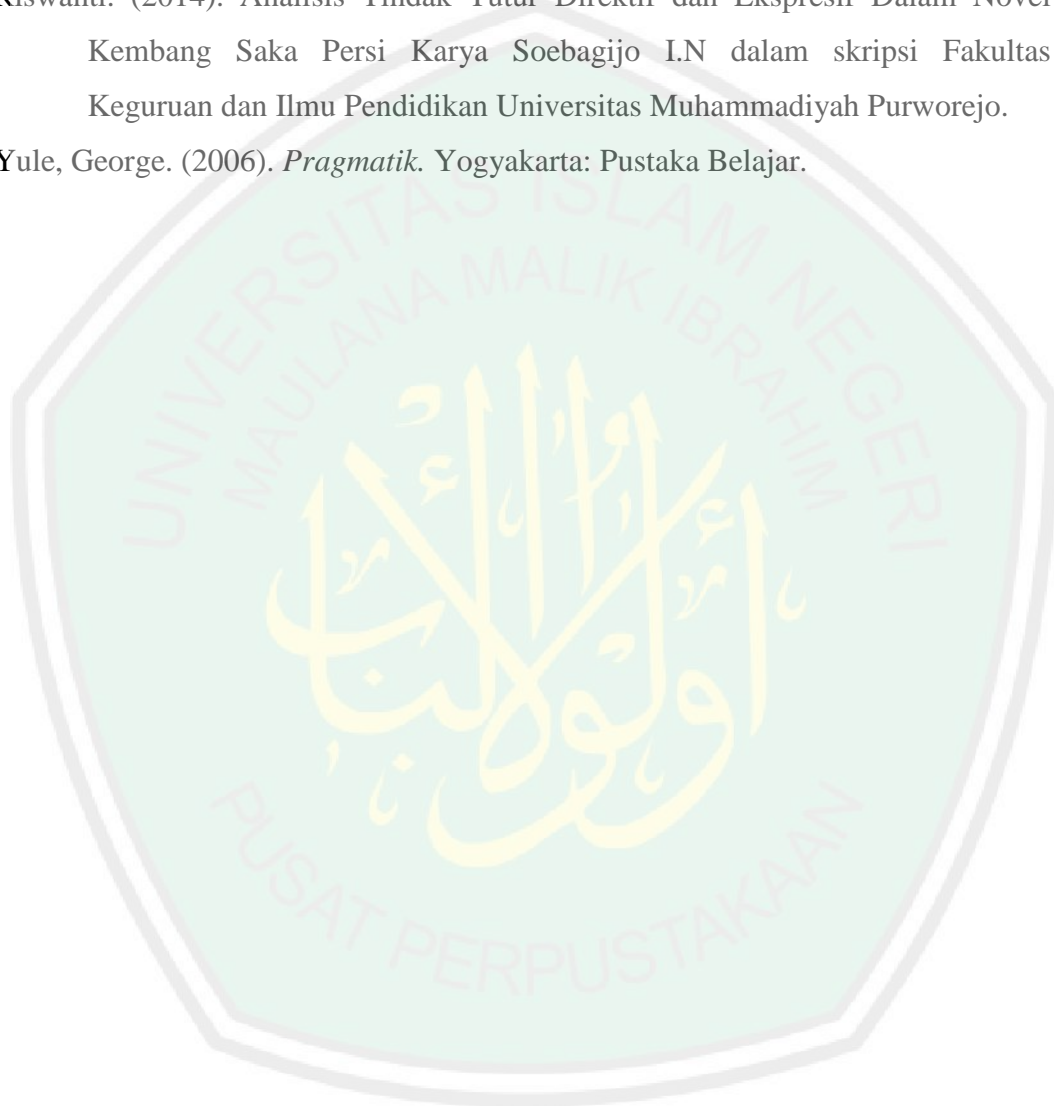 Riswanti. (2014). Analisis Tindak Tutur Direktif dan Ekspresif Dalam Novel
Kembang Saka Persi Karya Soebagijo I.N dalam skripsi Fakultas
Keguruan dan Ilmu Pendidikan Universitas Muhammadiyah Purworejo.
Yule, George. (2006). Pragmatik. Yogyakarta: Pustaka Belajar.
UNIVERSITAS ISLAM NEGERI
MAULANA MALIK IBRAHIM
أولوا الألباب
PUSAT PERPUSTAKAAN